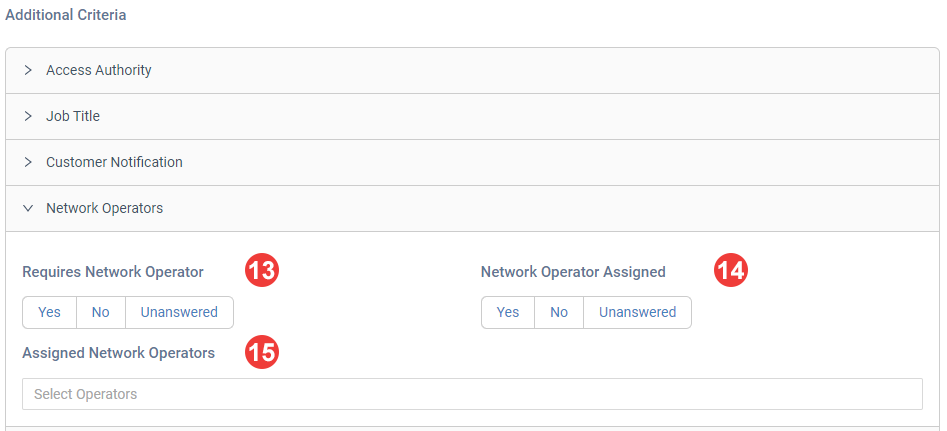 Additional Criteria
Access Authority
Job Title
Customer Notification
Network Operators
Requires Network Operator 13 Network Operator Assigned 14
Yes No Unanswered Yes No Unanswered
Assigned Network Operators 15
Select Operators